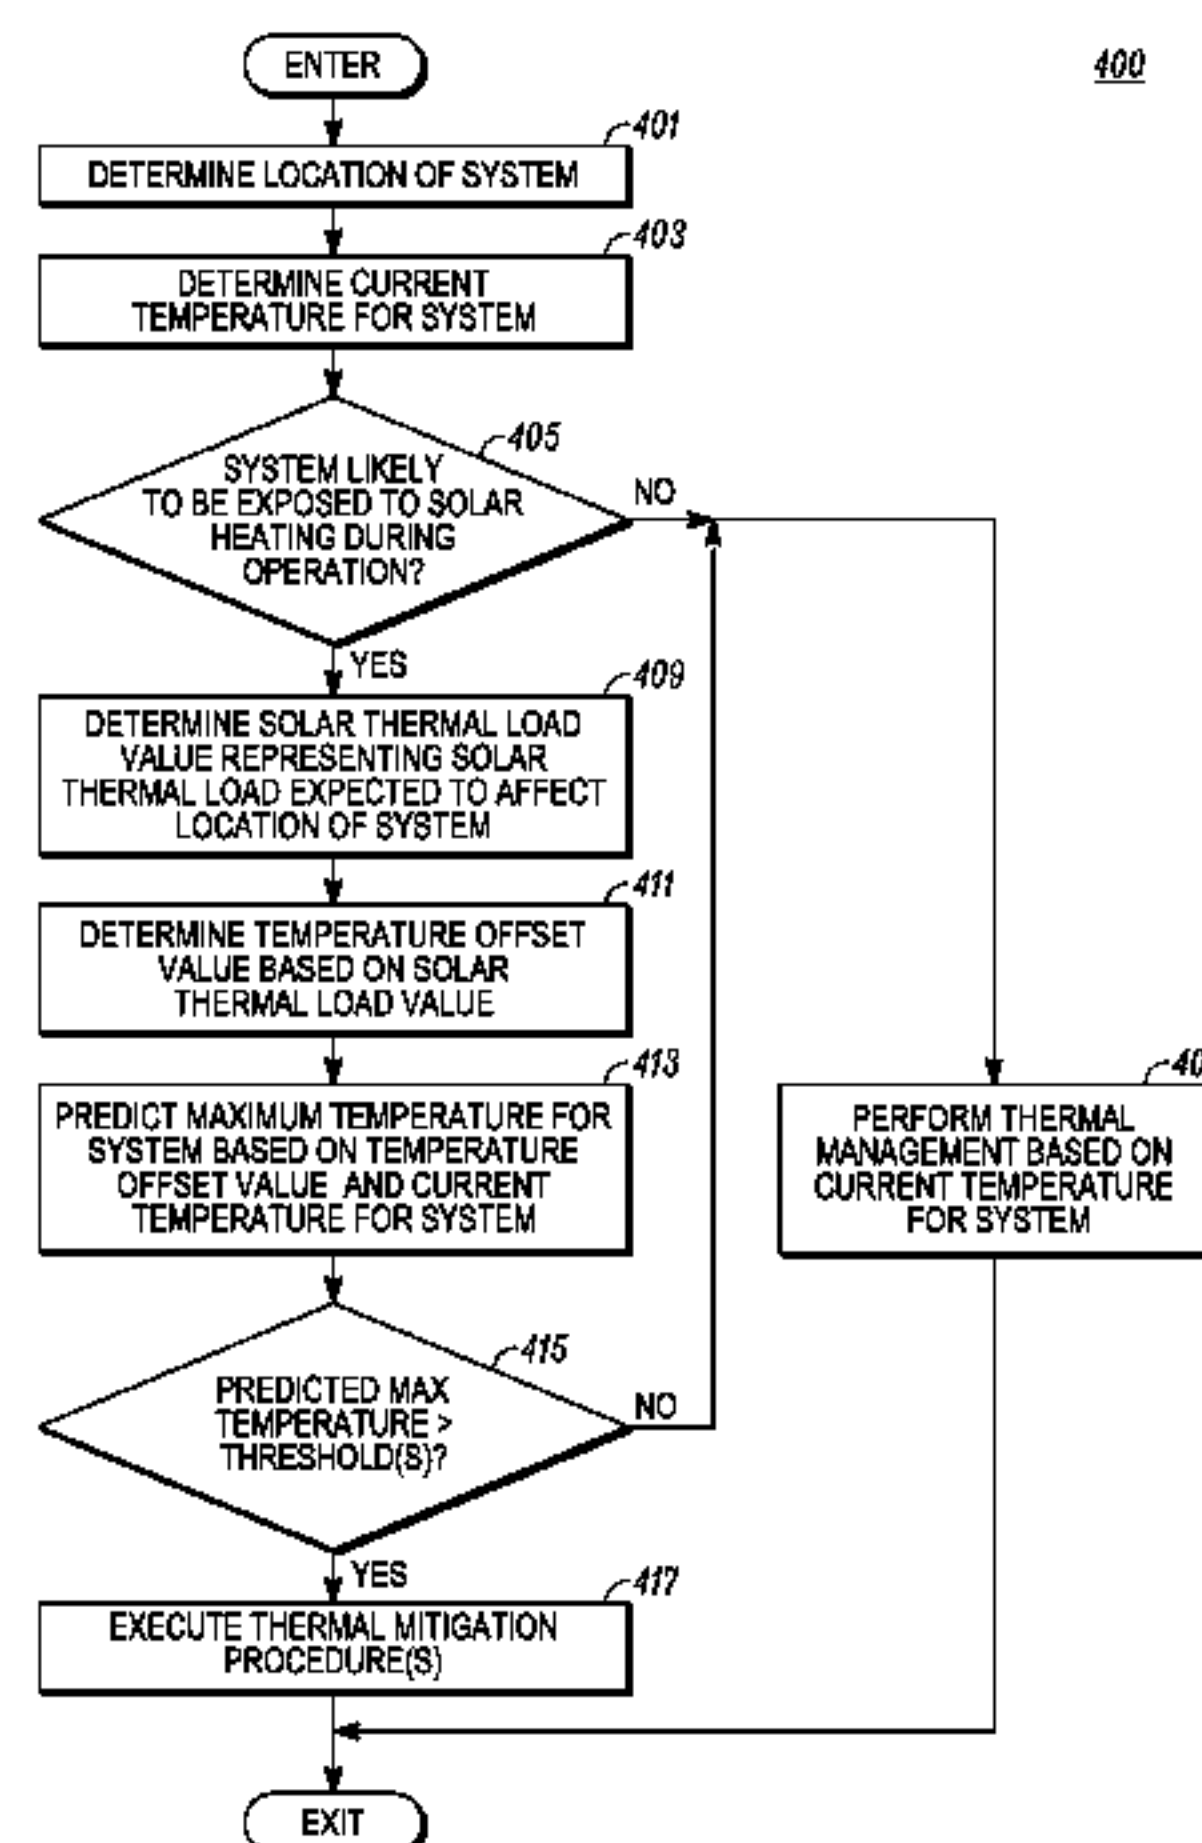 ENTER
400
401
DETERMINE LOCATION OF SYSTEM
403
DETERMINE CURRENT
TEMPERATURE FOR SYSTEM
405
SYSTEM LIKELY
TO BE EXPOSED TO SOLAR
HEATING DURING
OPERATION?
NO
YES
409
DETERMINE SOLAR THERMAL LOAD
VALUE REPRESENTING SOLAR
THERMAL LOAD EXPECTED TO AFFECT
LOCATION OF SYSTEM
411
DETERMINE TEMPERATURE OFFSET
VALUE BASED ON SOLAR
THERMAL LOAD VALUE
413
PREDICT MAXIMUM TEMPERATURE FOR
SYSTEM BASED ON TEMPERATURE
OFFSET VALUE AND CURRENT
TEMPERATURE FOR SYSTEM
PERFORM THERMAL
MANAGEMENT BASED ON
CURRENT TEMPERATURE
FOR SYSTEM
415
PREDICTED MAX
TEMPERATURE >
THRESHOLD(S)?
NO
YES
417
EXECUTE THERMAL MITIGATION
PROCEDURE(S)
EXIT